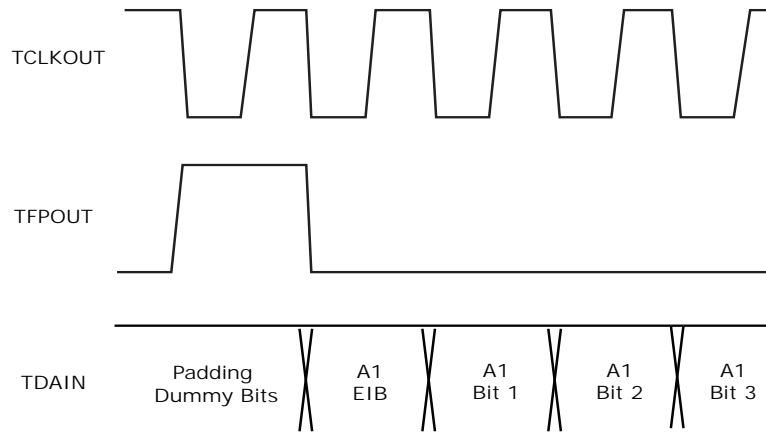 TCLKOUT
TFPOUT
TDAIN
Padding
Dummy Bits
A1
EIB
A1
Bit 1
A1
Bit 2
A1
Bit 3